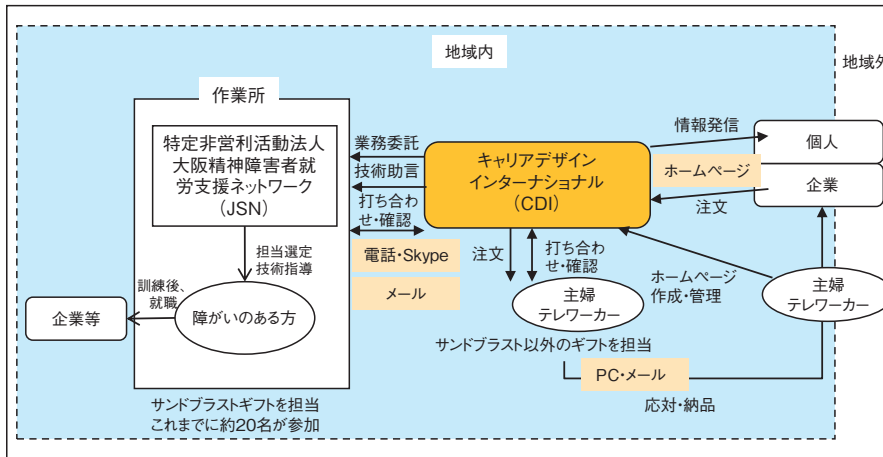 地域内
地域外
作業所
特定非営利活動法人
大阪精神障害者就
労支援ネットワーク
（JSN）
担当選定
技術指導
障がいのある方
訓練後、
就職
企業等
サンドブラストギフトを担当
これまでに約20名が参加
業務委託
技術助言
打ち合わ
せ・確認
電話・Skype
メール
キャリアデザイン
インターナショナル
（CDI）
情報発信
ホームページ
注文
個人
企業
注文
打ち合わ
せ・確認
主婦
テレワーカー
サンドブラスト以外のギフトを担当
ホームページ
作成・管理
主婦
テレワーカー
PC・メール
応対・納品